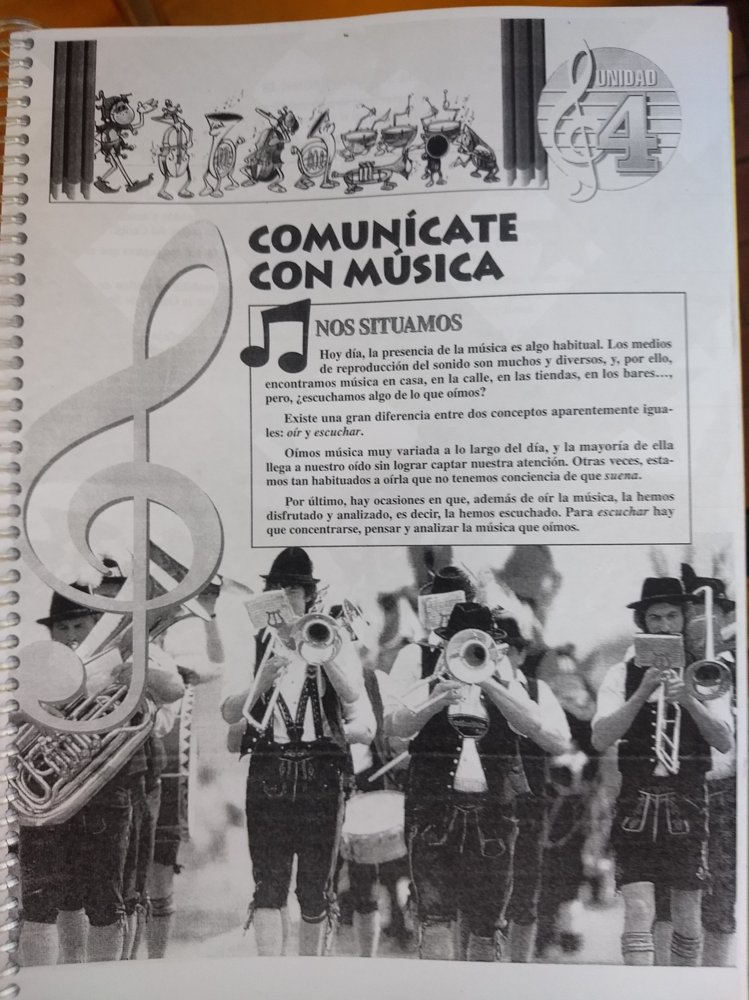 UNIDAD
4
COMUNÍCATE
CON MÚSICA
NOS SITUAMOS
Hoy día, la presencia de la música es algo habitual. Los medios
de reproducción del sonido son muchos y diversos, y, por ello,
encontramos música en casa, en la calle, en las tiendas, en los bares...,
pero, ¿escuchamos algo de lo que oímos?
Existe una gran diferencia entre dos conceptos aparentemente igua-
les: oír y escuchar.
Oímos música muy variada a lo largo del día, y la mayoría de ella
llega a nuestro oído sin lograr captar nuestra atención. Otras veces, esta-
mos tan habituados a oírla que no tenemos conciencia de que suena.
Por último, hay ocasiones en que, además de oír la música, la hemos
disfrutado y analizado, es decir, la hemos escuchado. Para escuchar hay
que concentrarse, pensar y analizar la música que oímos.